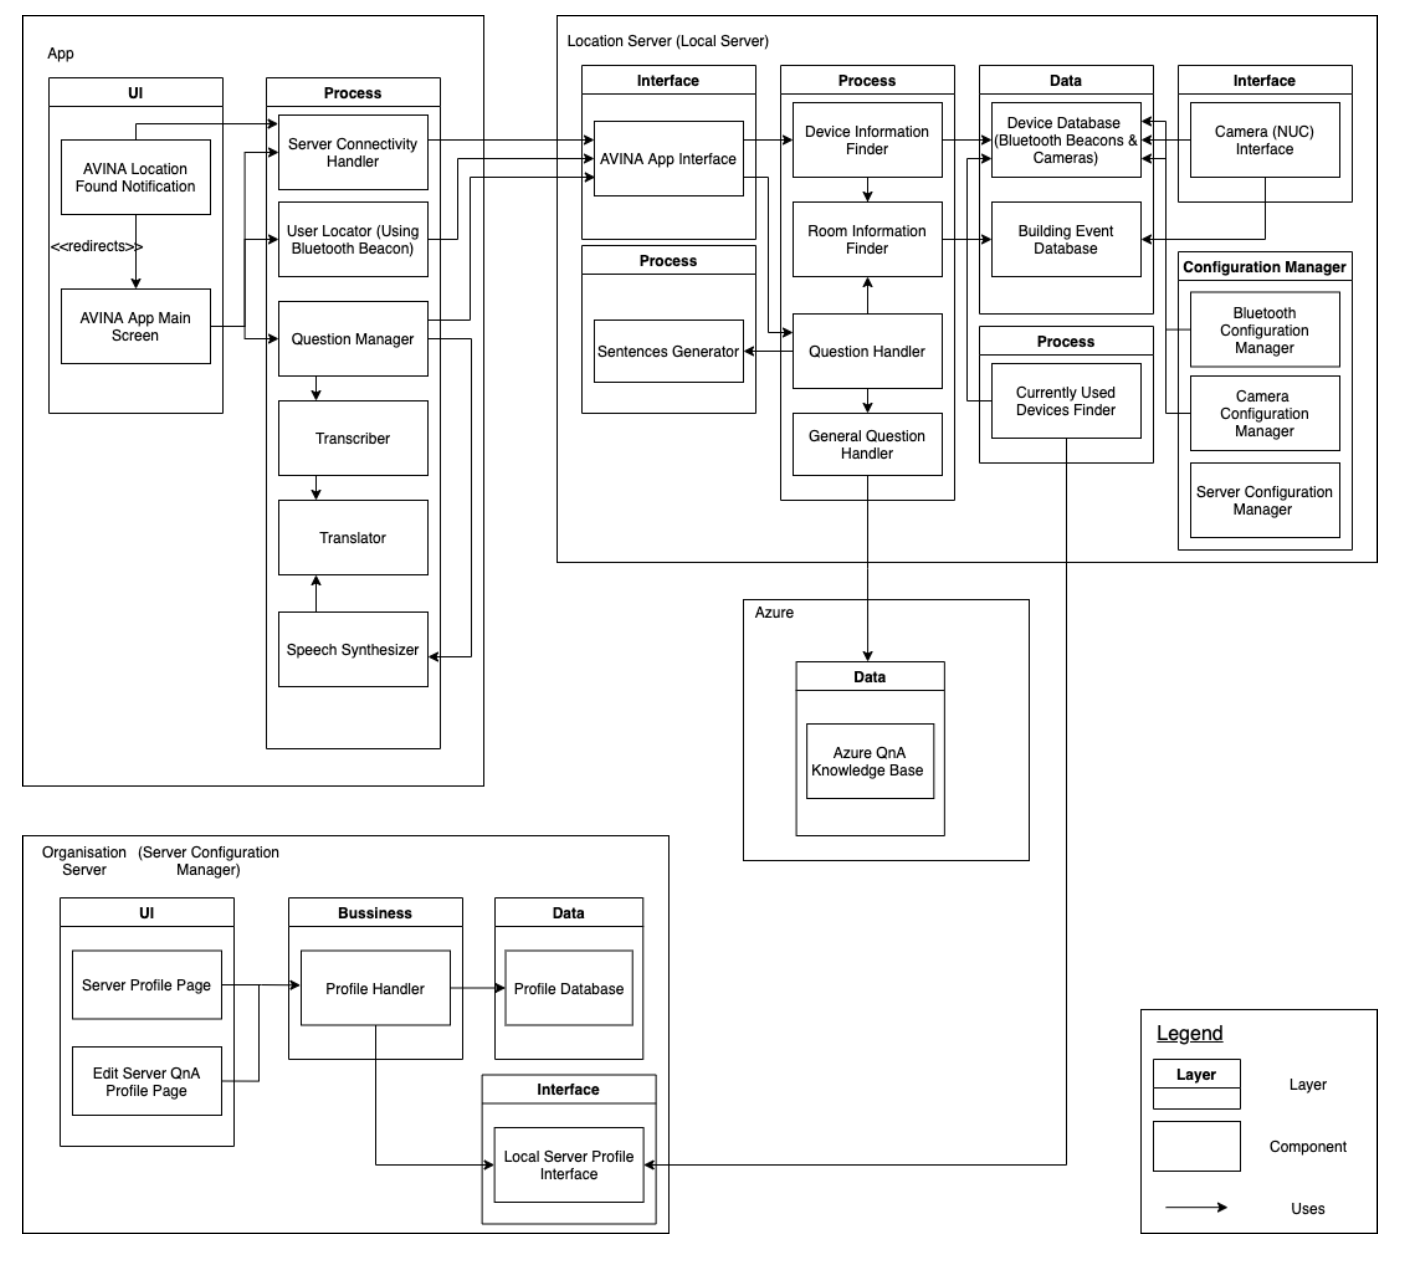 App
UI
AVINA Location
Found Notification
<<redirects>>
AVINA App Main
Screen
Process
Server Connectivity
Handler
User Locator (Using
Bluetooth Beacon)
Question Manager
Transcriber
Translator
Speech Synthesizer
Location Server (Local Server)
Interface
AVINA App Interface
Process
Sentences Generator
Process
Device Information
Finder
Room Information
Finder
Question Handler
General Question
Handler
Data
Device Database
(Bluetooth Beacons &
Cameras)
Building Event
Database
Process
Currently Used
Devices Finder
Interface
Camera (NUC)
Interface
Configuration Manager
Bluetooth
Configuration
Manager
Camera
Configuration
Manager
Server Configuration
Manager
Azure
Data
Azure QnA
Knowledge Base
Organisation (Server Configuration
Server Manager)
UI
Server Profile Page
Edit Server QnA
Profile Page
Bussiness
Profile Handler
Data
Profile Database
Interface
Local Server Profile
Interface
Legend
Layer
Layer
Component
Uses